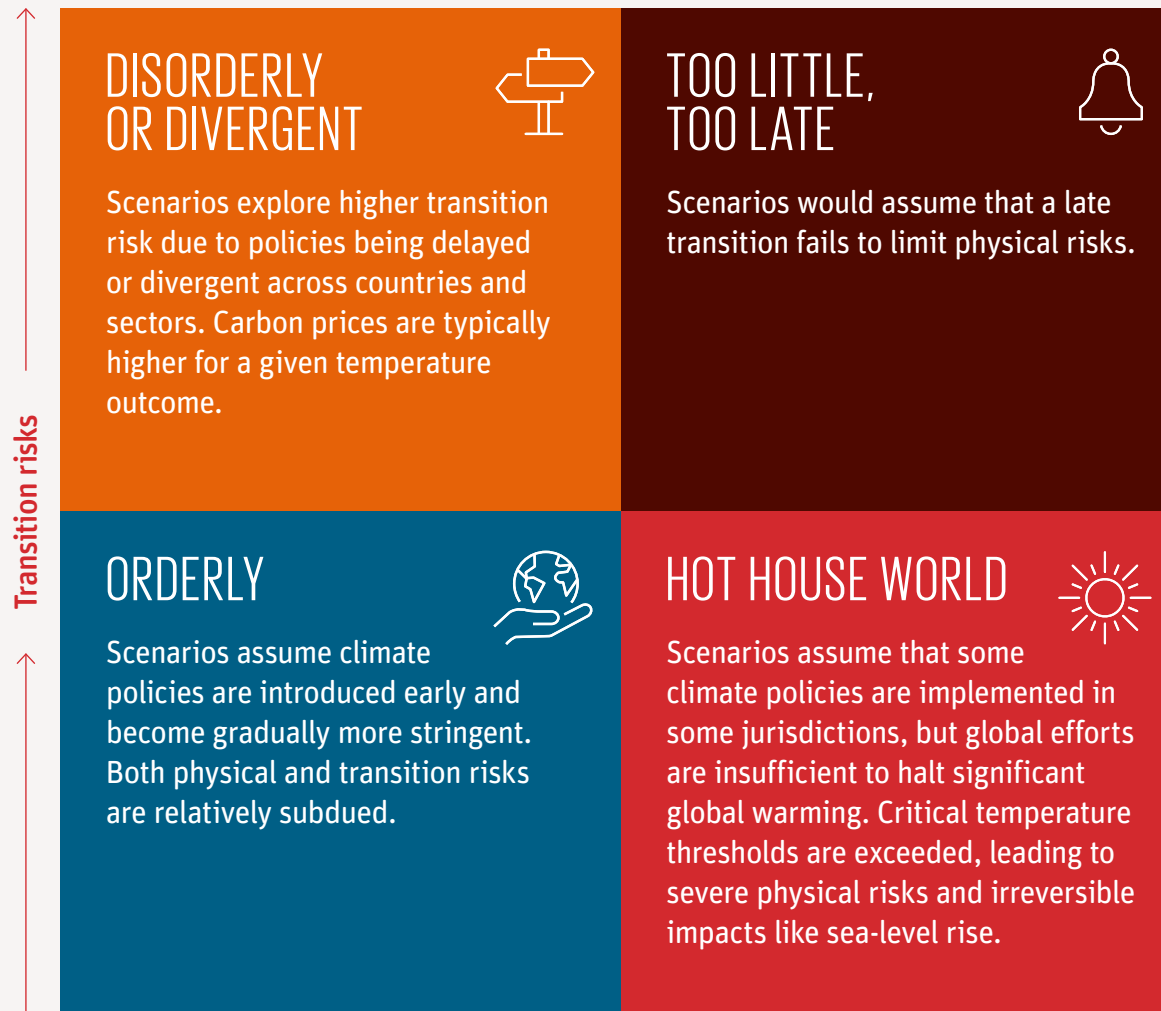 DISORDERLY
OR DIVERGENT
Scenarios explore higher transition
risk due to policies being delayed
or divergent across countries and
sectors. Carbon prices are typically
higher for a given temperature
outcome.
TOO LITTLE,
TOO LATE
Scenarios would assume that a late
transition fails to limit physical risks.
Transition risks
ORDERLY
Scenarios assume climate
policies are introduced early and
become gradually more stringent.
Both physical and transition risks
are relatively subdued.
HOT HOUSE WORLD
Scenarios assume that some
climate policies are implemented in
some jurisdictions, but global efforts
are insufficient to halt significant
global warming. Critical temperature
thresholds are exceeded, leading to
severe physical risks and irreversible
impacts like sea-level rise.